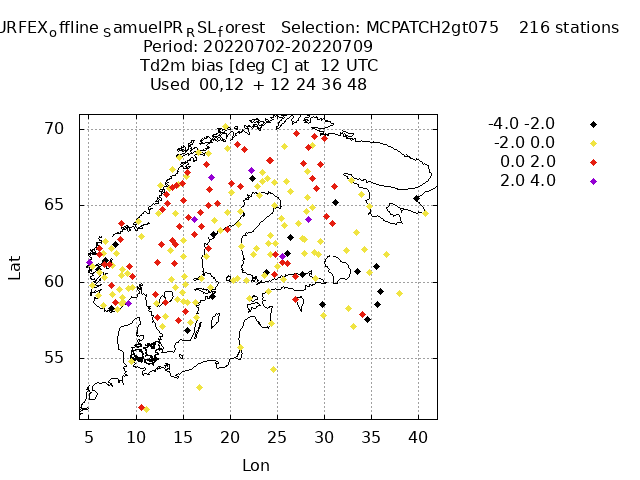 URFEXoffline SamuelPRRSLforest Selection: MCPATCH2gt075 216 stations
Period: 20220702-20220709
Td2m bias [deg C] at 12 UTC
Used 00,12 + 12 24 36 48
-4.0 -2.0
-2.0 0.0
0.0 2.0
2.0 4.0
70
65
60
55
Lat
5 10 15 20 25 30 35 40
Lon